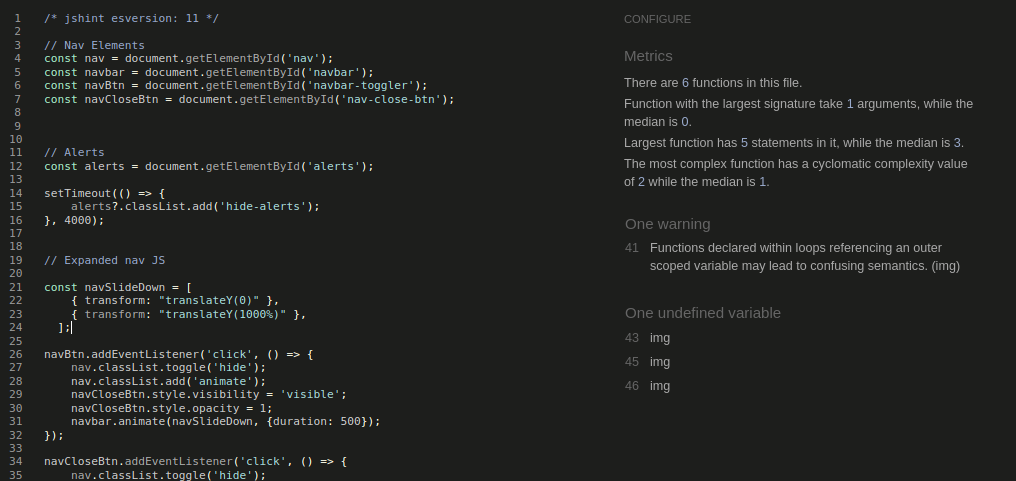 1 /* jshint esversion: 11 */
2
3 // Nav Elements
4 const nav = document.getElementById('nav');
5 const navbar = document.getElementById('navbar');
6 const navBtn = document.getElementById('navbar-toggler');
7 const navCloseBtn = document.getElementById('nav-close-btn');
8
9
10
11 // Alerts
12 const alerts = document.getElementById('alerts');
13
14 setTimeout(() => {
15     alerts?.classList.add('hide-alerts');
16 }, 4000);
17
18
19 // Expanded nav JS
20
21 const navSlideDown = [
22     { transform: "translateY(0)" },
23     { transform: "translateY(1000%)" },
24   ];
25
26 navBtn.addEventListener('click', () => {
27     nav.classList.toggle('hide');
28     nav.classList.add('animate');
29     navCloseBtn.style.visibility = 'visible';
30     navCloseBtn.style.opacity = 1;
31     navbar.animate(navSlideDown, {duration: 500});
32 });
33
34 navCloseBtn.addEventListener('click', () => {
35     nav.classList.toggle('hide');
CONFIGURE
Metrics
There are 6 functions in this file.
Function with the largest signature take 1 arguments, while the
median is 0.
Largest function has 5 statements in it, while the median is 3.
The most complex function has a cyclomatic complexity value
of 2 while the median is 1.
One warning
41 Functions declared within loops referencing an outer
scoped variable may lead to confusing semantics. (img)
One undefined variable
43 img
45 img
46 img